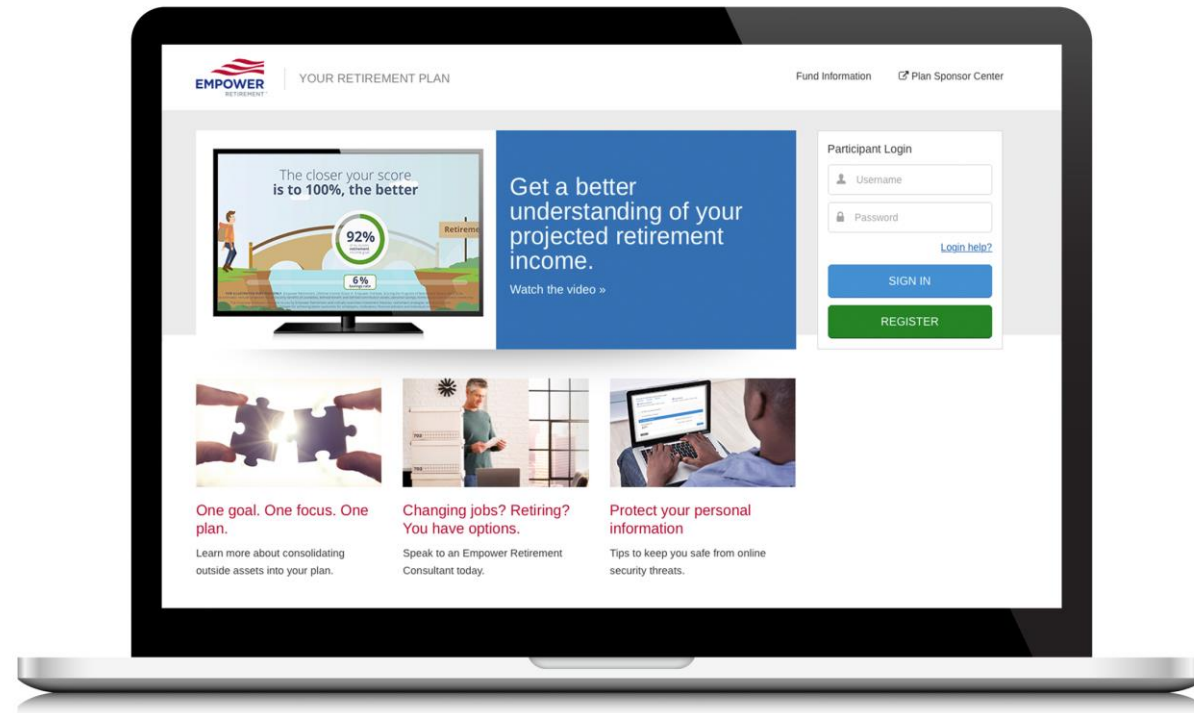 EMPOWER
RETIREMENT
YOUR RETIREMENT PLAN
Fund Information
Plan Sponsor Center
The closer your score
is to 100%, the better
92%
retirement
Retireme
6%
Savings rate
Get a better
understanding of your
projected retirement
income.
Watch the video »
Participant Login
Username
Password
Login help?
SIGN IN
REGISTER
One goal. One focus. One
plan.
Learn more about consolidating
outside assets into your plan.
Changing jobs? Retiring?
You have options.
Speak to an Empower Retirement
Consultant today.
Protect your personal
information
Tips to keep you safe from online
security threats.